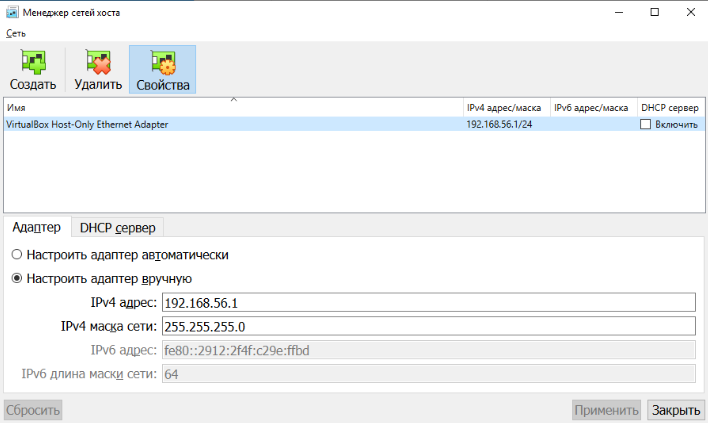 Менеджер сетей хоста
Сеть
Создать Удалить Свойства
Имя IPv4 адрес/маска IPv6 адрес/маска DHCP сервер
VirtualBox Host-Only Ethernet Adapter 192.168.56.1/24 Включить
Адаптер DHCP сервер
Настроить адаптер автоматически
Настроить адаптер вручную
IPv4 адрес: 192.168.56.1
IPv4 маска сети: 255.255.255.0
IPv6 адрес: fe80::2912:2f4f:c29e:ffbd
IPv6 длина маски сети: 64
Сбросить Применить Закрыть